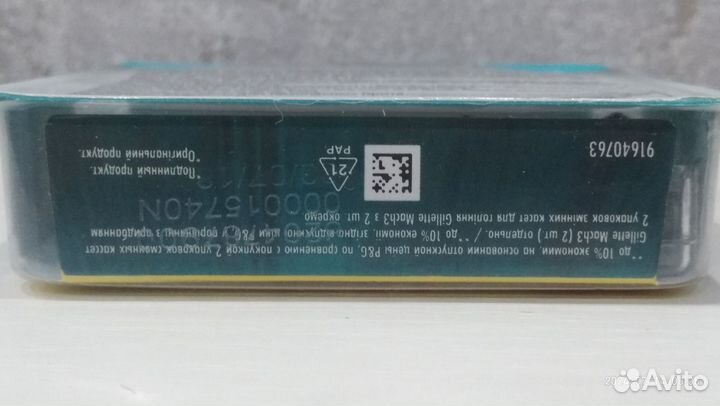 **до 10% экономии, на основании отпускной цены P&G, по сравнению с покупкой 2 упаковок сменных кассет
Gillette Mach3 (2 шт) отдельно. /**до 10% економії, згідно відпускної ціни P&G, у порівнянні з придбанням
2 упаковок змінних касет для гоління Gillette Mach3 з 2 шт. окремо
91640763
21
PAP
*Подлинный продукт.
*Оригінальний продукт.
000015740N
Avito